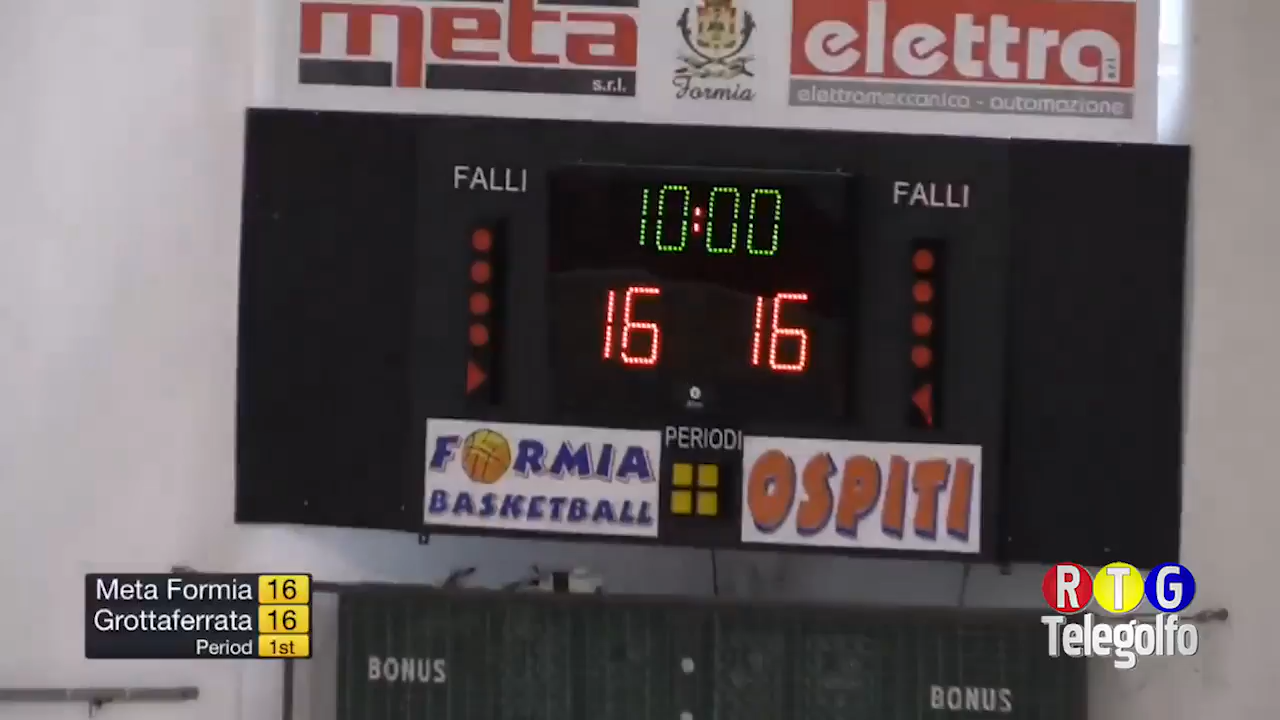 meta
s.r.l.
Formia
elettra
srl
elettromeccanica - automazione
FALLI
10:00
FALLI
16 16
FORMIA
BASKETBALL
PERIODI
OSPITI
Meta Formia 16
Grottaferrata 16
Period 1st
RTG
Telegolfo
BONUS
BONUS